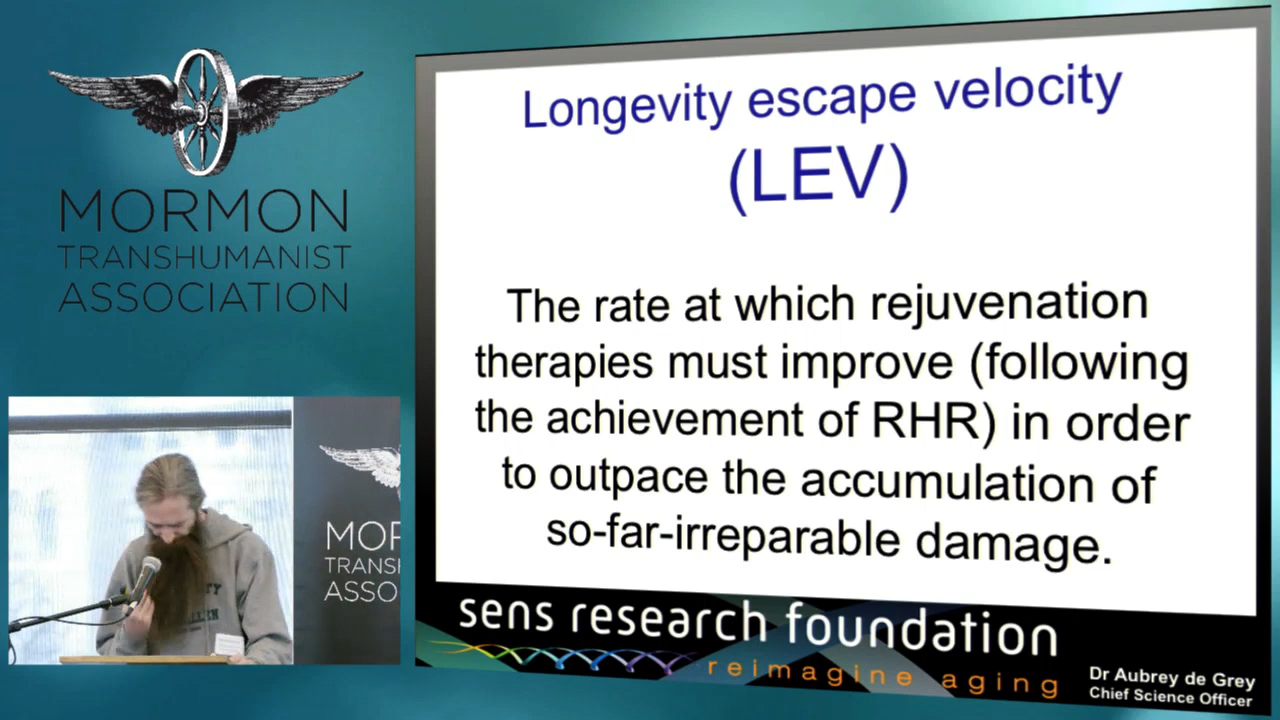 MORMON
TRANSHUMANIST
ASSOCIATION
Longevity escape velocity
(LEV)
The rate at which rejuvenation
therapies must improve (following
the achievement of RHR) in order
to outpace the accumulation of
so-far-irreparable damage.
sens research foundation
reimagine aging
Dr Aubrey de Grey
Chief Science Officer
MOR
TRANS
ASSO